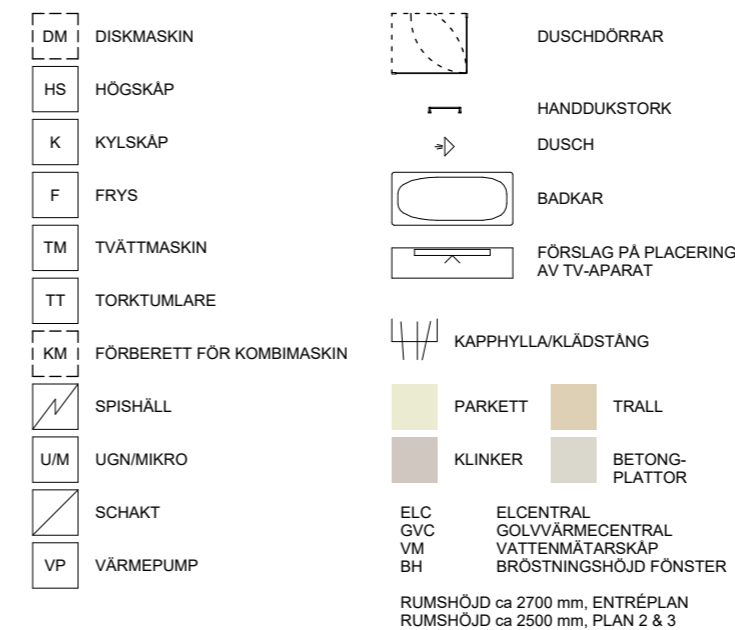 DM DISKMASKIN
HS HÖGSKÅP
K KYLSKÅP
F FRYS
TM TVÄTTMASKIN
TT TORKTUMLARE
KM FÖRBERETT FÖR KOMBIMASKIN
SPISHÄLL
U/M UGN/MIKRO
SCHAKT
VP VÄRMEPUMP
DUSCHDÖRRAR
HANDDUKSTORK
DUSCH
BADKAR
FÖRSLAG PÅ PLACERING
AV TV-APARAT
KAPPHYLLA/KLÄDSTÅNG
PARKETT TRALL
KLINKER BETONG-
PLATTOR
ELC ELCENTRAL
GVC GOLVVÄRMECENTRAL
VM VATTENMÄTARSKÅP
BH BRÖSTNINGSHÖJD FÖNSTER
RUMSHÖJD ca 2700 mm, ENTRÉPLAN
RUMSHÖJD ca 2500 mm, PLAN 2 & 3